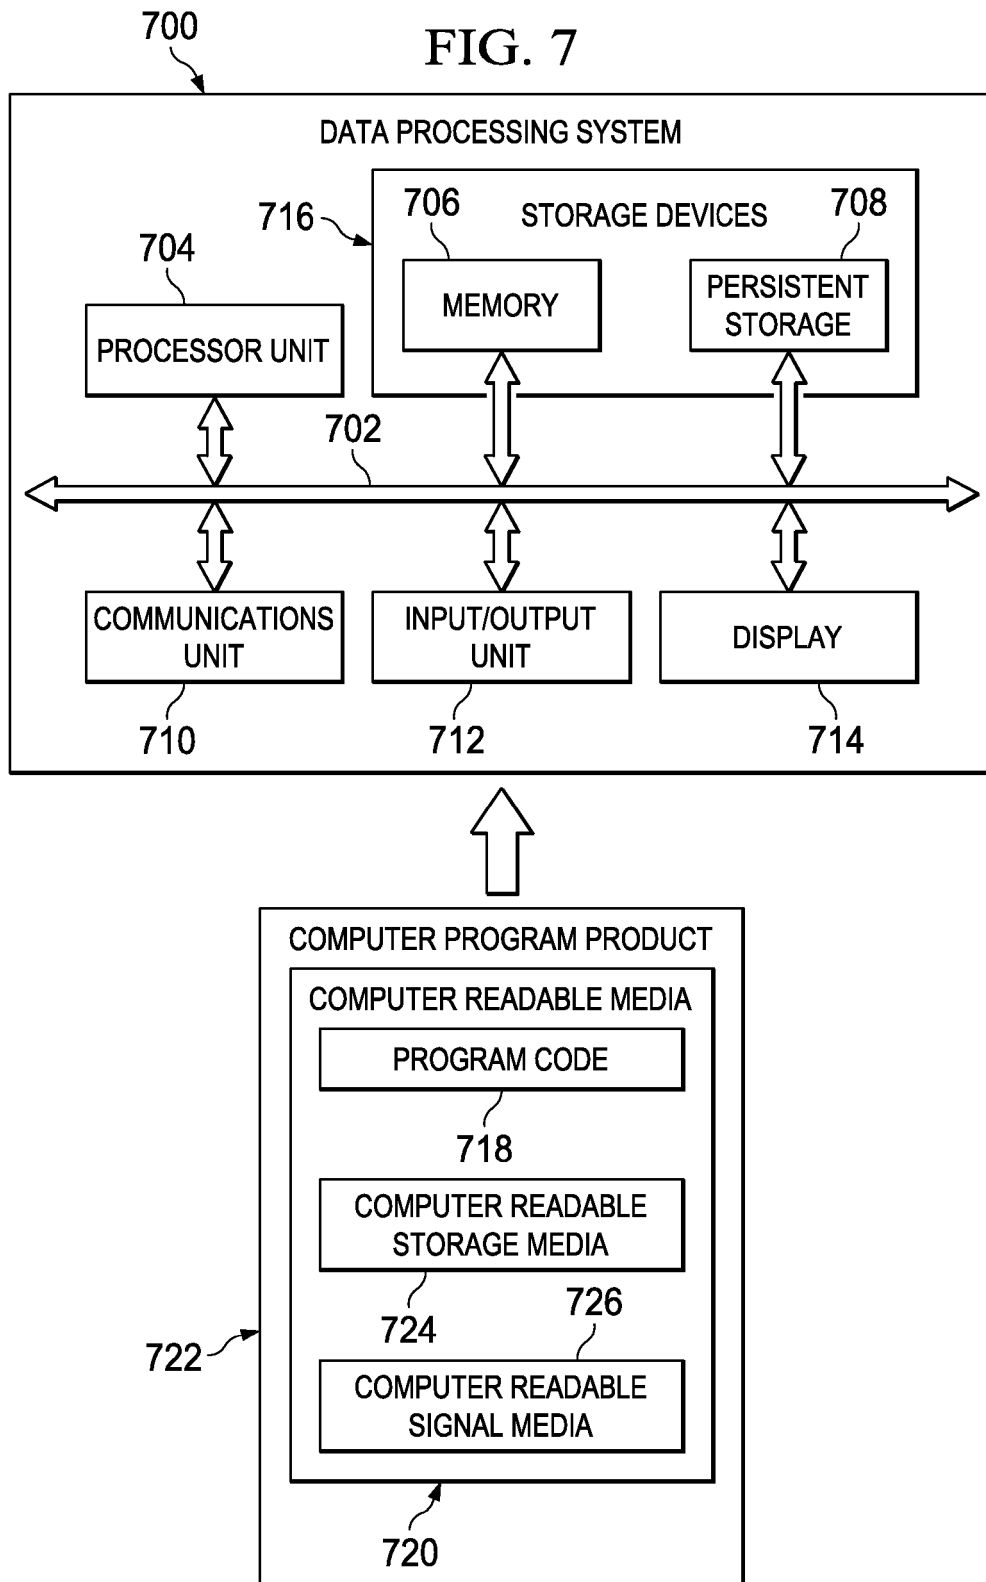 700
FIG. 7
DATA PROCESSING SYSTEM
716
706
STORAGE DEVICES
708
704
MEMORY
PERSISTENT
STORAGE
PROCESSOR UNIT
702
COMMUNICATIONS
UNIT
INPUT/OUTPUT
UNIT
DISPLAY
710
712
714
COMPUTER PROGRAM PRODUCT
COMPUTER READABLE MEDIA
PROGRAM CODE
718
COMPUTER READABLE
STORAGE MEDIA
724
726
722
COMPUTER READABLE
SIGNAL MEDIA
720